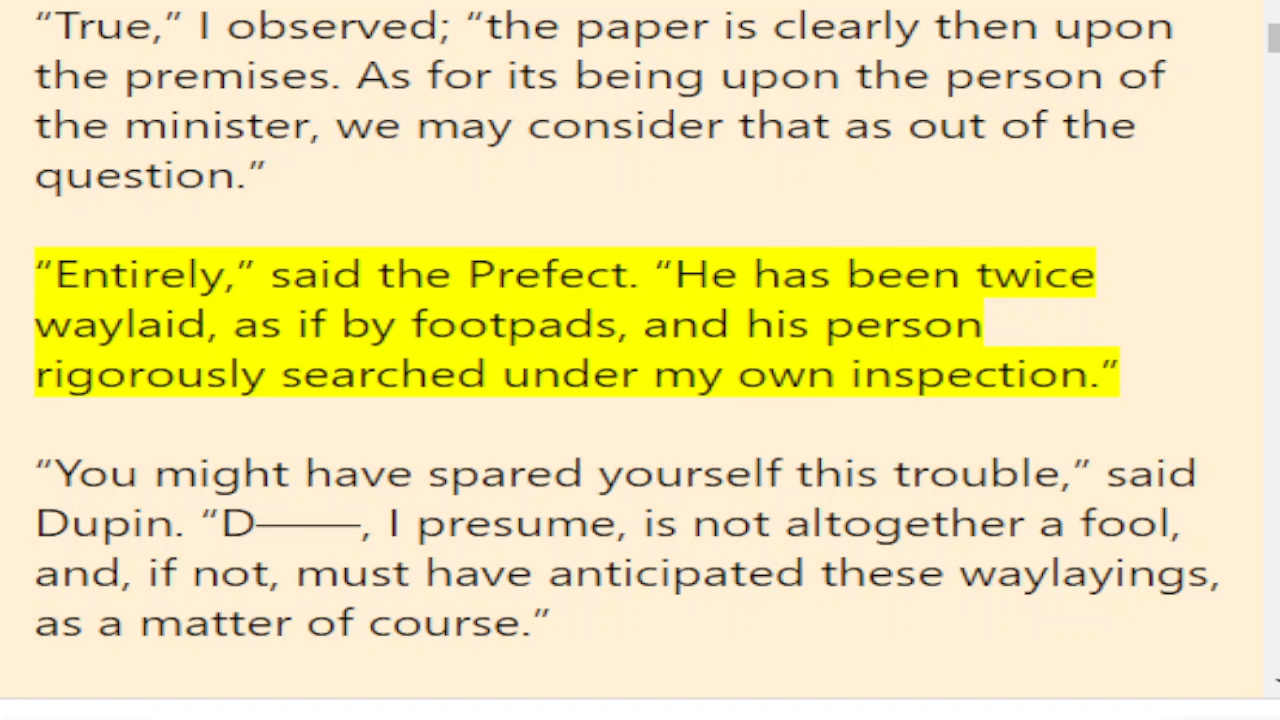 “True,” I observed; “the paper is clearly then upon
the premises. As for its being upon the person of
the minister, we may consider that as out of the
question.”
“Entirely,” said the Prefect. “He has been twice
waylaid, as if by footpads, and his person
rigorously searched under my own inspection.”
“You might have spared yourself this trouble,” said
Dupin. “D——, I presume, is not altogether a fool,
and, if not, must have anticipated these waylayings,
as a matter of course.”